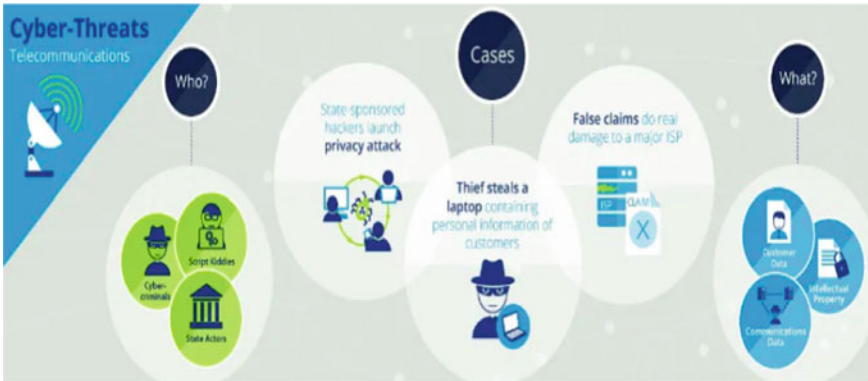 Cyber-Threats
Telecommunications
Who?
Cyber-
criminals
Script Kiddies
State Actors
Cases
State-sponsored
hackers launch
privacy attack
Thief steals a
laptop containing
personal information of
customers
False claims do real
damage to a major ISP
ISP
CLAIM
X
What?
Customer
Data
Intellectual
Property
Communications
Data